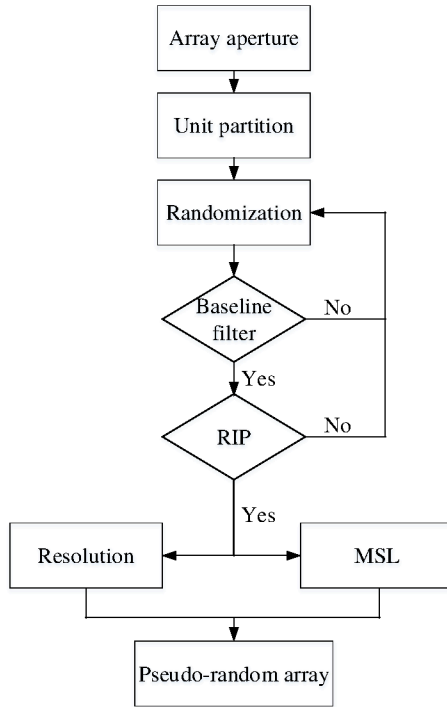 Array aperture
Unit partition
Randomization
Baseline
filter
No
Yes
RIP
No
Yes
Resolution
MSL
Pseudo-random array